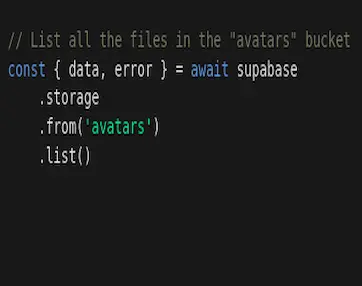 // List all the files in the "avatars" bucket
const { data, error } = await supabase
    .storage
    .from('avatars')
    .list()